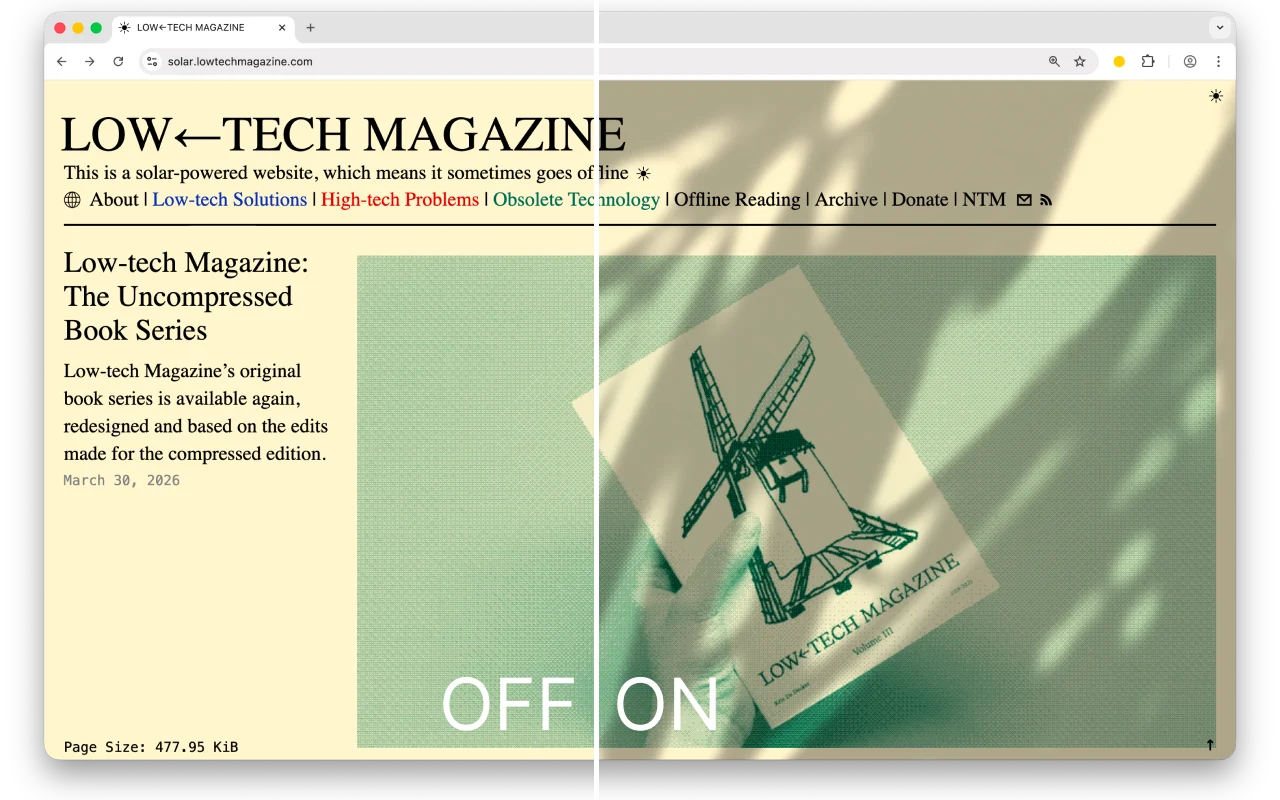 LOW←TECH MAGAZINE
solar.lowtechmagazine.com
LOW←TECH MAGAZINE
This is a solar-powered website, which means it sometimes goes offline ☀
About | Low-tech Solutions | High-tech Problems | Obsolete Technology | Offline Reading | Archive | Donate | NTM
Low-tech Magazine:
The Uncompressed
Book Series
Low-tech Magazine’s original
book series is available again,
redesigned and based on the edits
made for the compressed edition.
March 30, 2026
LOW←TECH MAGAZINE
Volume III
Kris De Decker
OFF ON
Page Size: 477.95 KiB